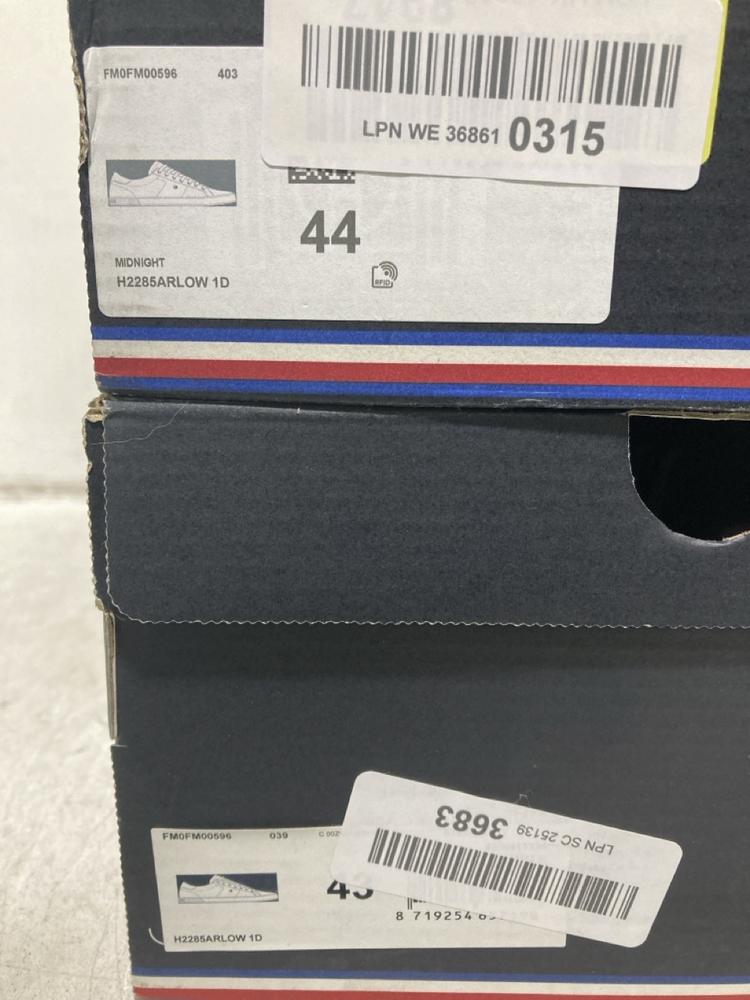 FM0FM00596 403
LPN WE 36861 0315
44
RFID
MIDNIGHT
H2285ARLOW 1D
LPN SC 25139 3683
FM0FM00596 039
43
8 719254
H2285ARLOW 1D